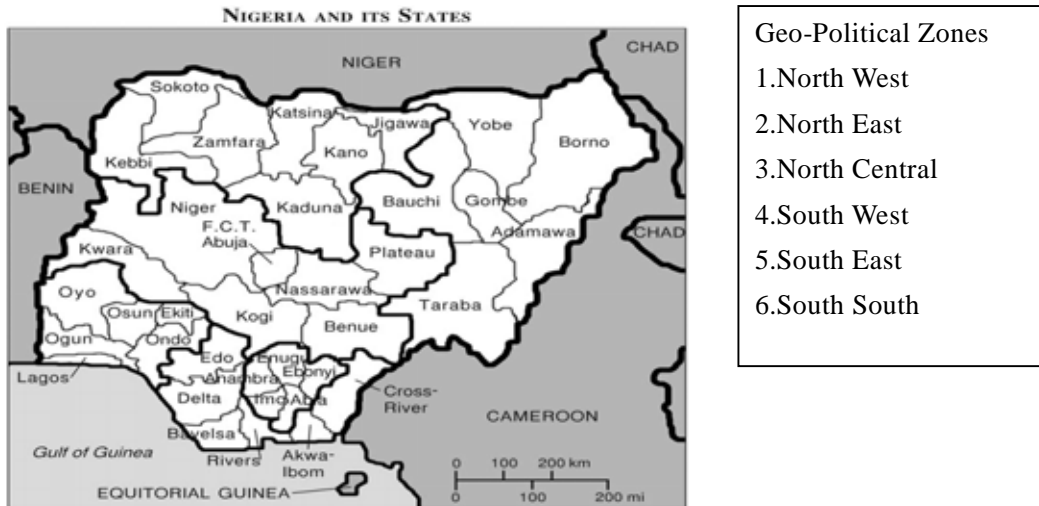 NIGERIA AND ITS STATES
NIGER
CHAD
Sokoto
Katsina
Jigawa
Yobe
Borno
Zamfara
Kano
Kebbi
BENIN
Niger
Kaduna
Bauchi
Gombe
F.C.T.
Abuja
Adamawa
CHAD
Kwara
Plateau
Nassarawa
Taraba
Oyo
Osun
Ekiti
Kogi
Benue
Ogun
Ondo
Edo
Enugu
Ebonyi
Lagos
Anambra
Delta
Imo
Abia
Cross-
River
CAMEROON
Bayelsa
Gulf of Guinea
Rivers
Akwa-
Ibom
EQUITORIAL GUINEA
0 100 200 km
0 100 200 mi
Geo-Political Zones
1.North West
2.North East
3.North Central
4.South West
5.South East
6.South South